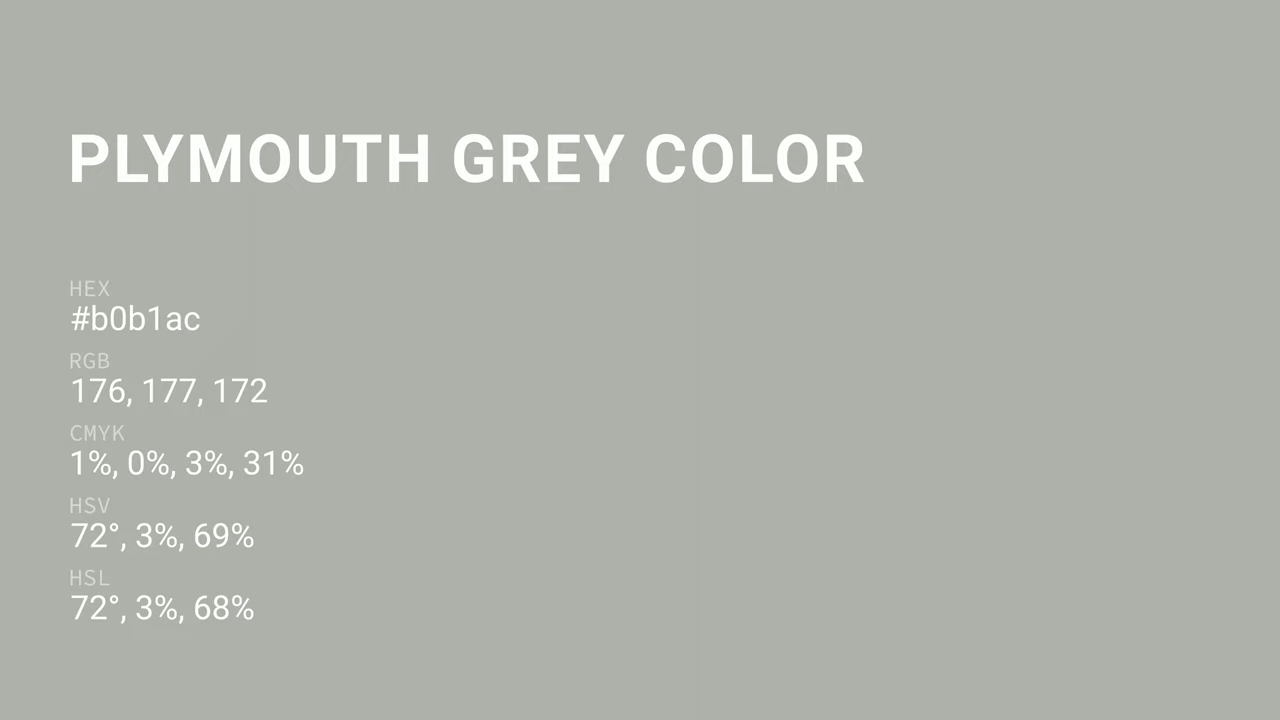 PLYMOUTH GREY COLOR
HEX
#b0b1ac
RGB
176, 177, 172
CMYK
1%, 0%, 3%, 31%
HSV
72°, 3%, 69%
HSL
72°, 3%, 68%